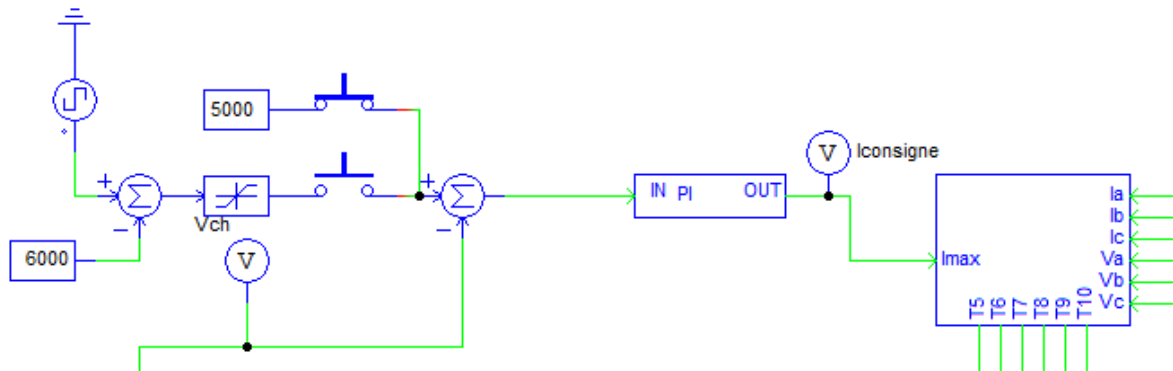 5000
Iconsigne
V
+
Σ
−
+
Σ
−
IN PI OUT
Vch
V
6000
Imax
Ia
Ib
Ic
Va
Vb
Vc
T5
T6
T7
T8
T9
T10